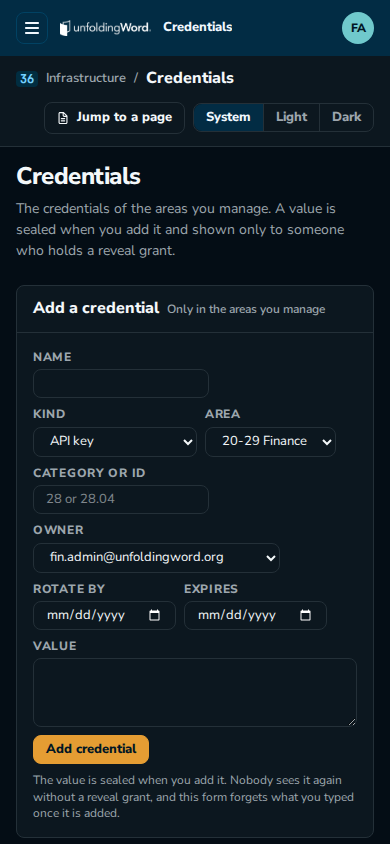 unfoldingWord. Credentials FA
36 Infrastructure / Credentials
Jump to a page System Light Dark
Credentials
The credentials of the areas you manage. A value is
sealed when you add it and shown only to someone
who holds a reveal grant.
Add a credential Only in the areas you manage
NAME
KIND AREA
API key 20-29 Finance
CATEGORY OR ID
28 or 28.04
OWNER
fin.admin@unfoldingword.org
ROTATE BY EXPIRES
mm/dd/yyyy mm/dd/yyyy
VALUE
Add credential
The value is sealed when you add it. Nobody sees it again
without a reveal grant, and this form forgets what you typed
once it is added.